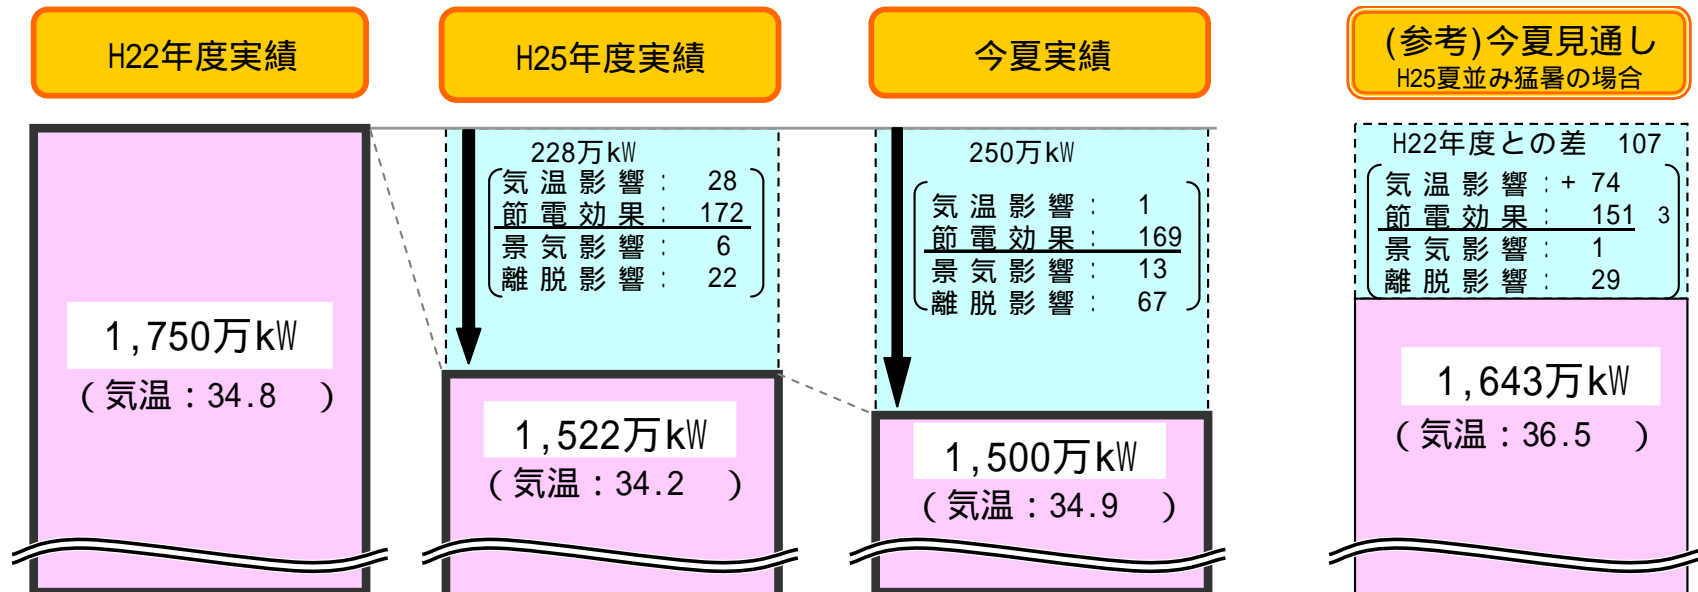 H22年度実績
H25年度実績
今夏実績
(参考)今夏見通し
H25夏並み猛暑の場合
1,750万kW
(気温:34.8 )
228万kW
気温影響: 28
節電効果: 172
景気影響: 6
離脱影響: 22
1,522万kW
(気温:34.2 )
250万kW
気温影響: 1
節電効果: 169
景気影響: 13
離脱影響: 67
1,500万kW
(気温:34.9 )
H22年度との差 107
気温影響:+ 74
節電効果: 151 3
景気影響: 1
離脱影響: 29
1,643万kW
(気温:36.5 )